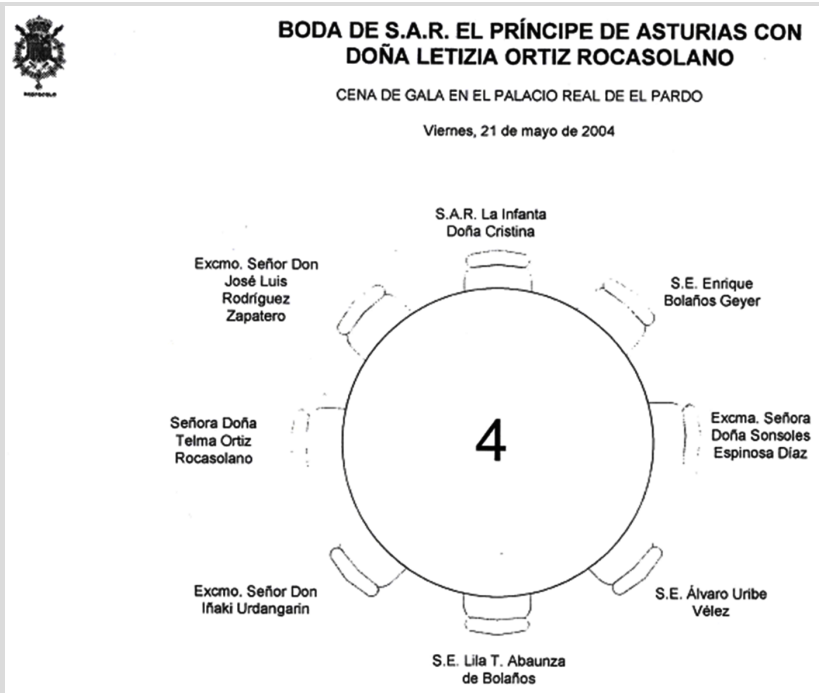 BODA DE S.A.R. EL PRÍNCIPE DE ASTURIAS CON
DOÑA LETIZIA ORTIZ ROCASOLANO
PROTOCOLO
CENA DE GALA EN EL PALACIO REAL DE EL PARDO
Viernes, 21 de mayo de 2004
S.A.R. La Infanta
Doña Cristina
Excmo. Señor Don
José Luis
Rodríguez
Zapatero
S.E. Enrique
Bolaños Geyer
Señora Doña
Telma Ortiz
Rocasolano
4
Excma. Señora
Doña Sonsoles
Espinosa Díaz
Excmo. Señor Don
Iñaki Urdangarin
S.E. Álvaro Uribe
Vélez
S.E. Lila T. Abaunza
de Bolaños